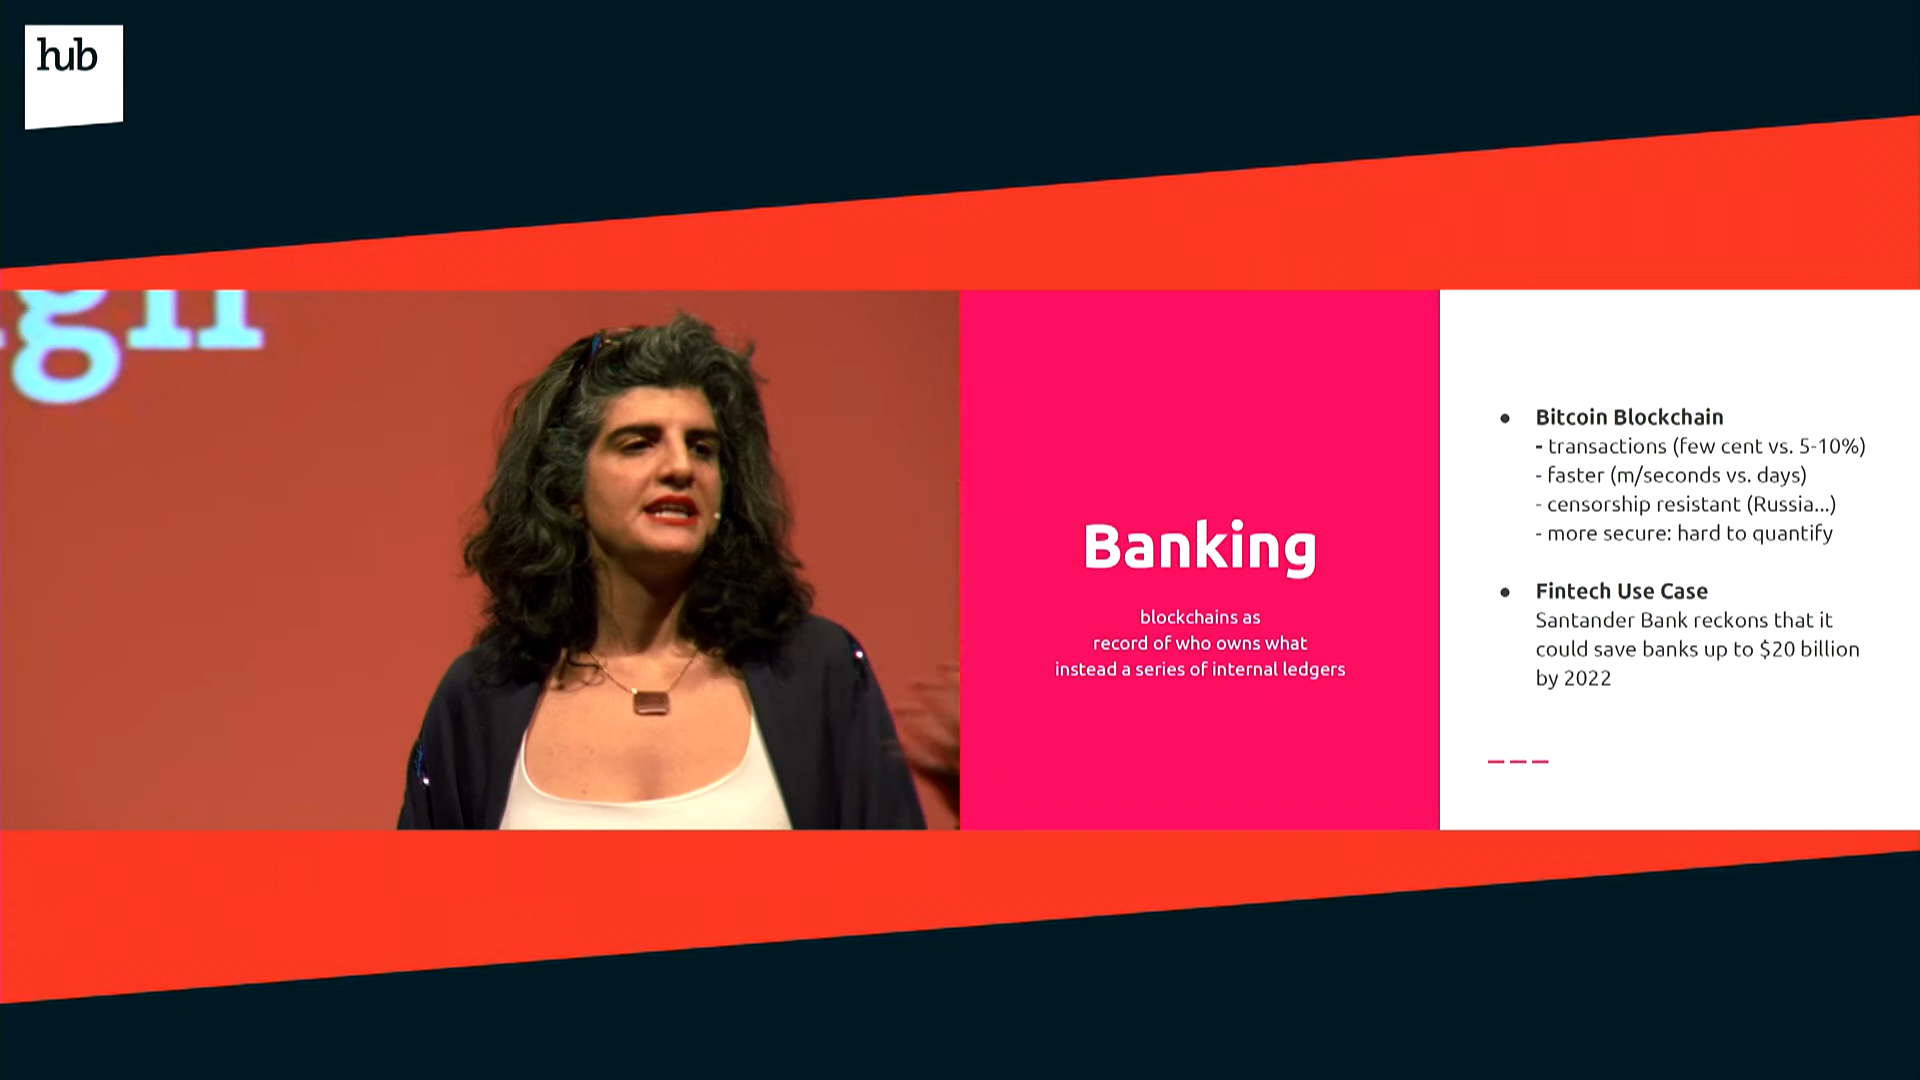 hub
Banking
blockchains as
record of who owns what
instead a series of internal ledgers
● Bitcoin Blockchain
- transactions (few cent vs. 5-10%)
- faster (m/seconds vs. days)
- censorship resistant (Russia...)
- more secure: hard to quantify
● Fintech Use Case
Santander Bank reckons that it
could save banks up to $20 billion
by 2022